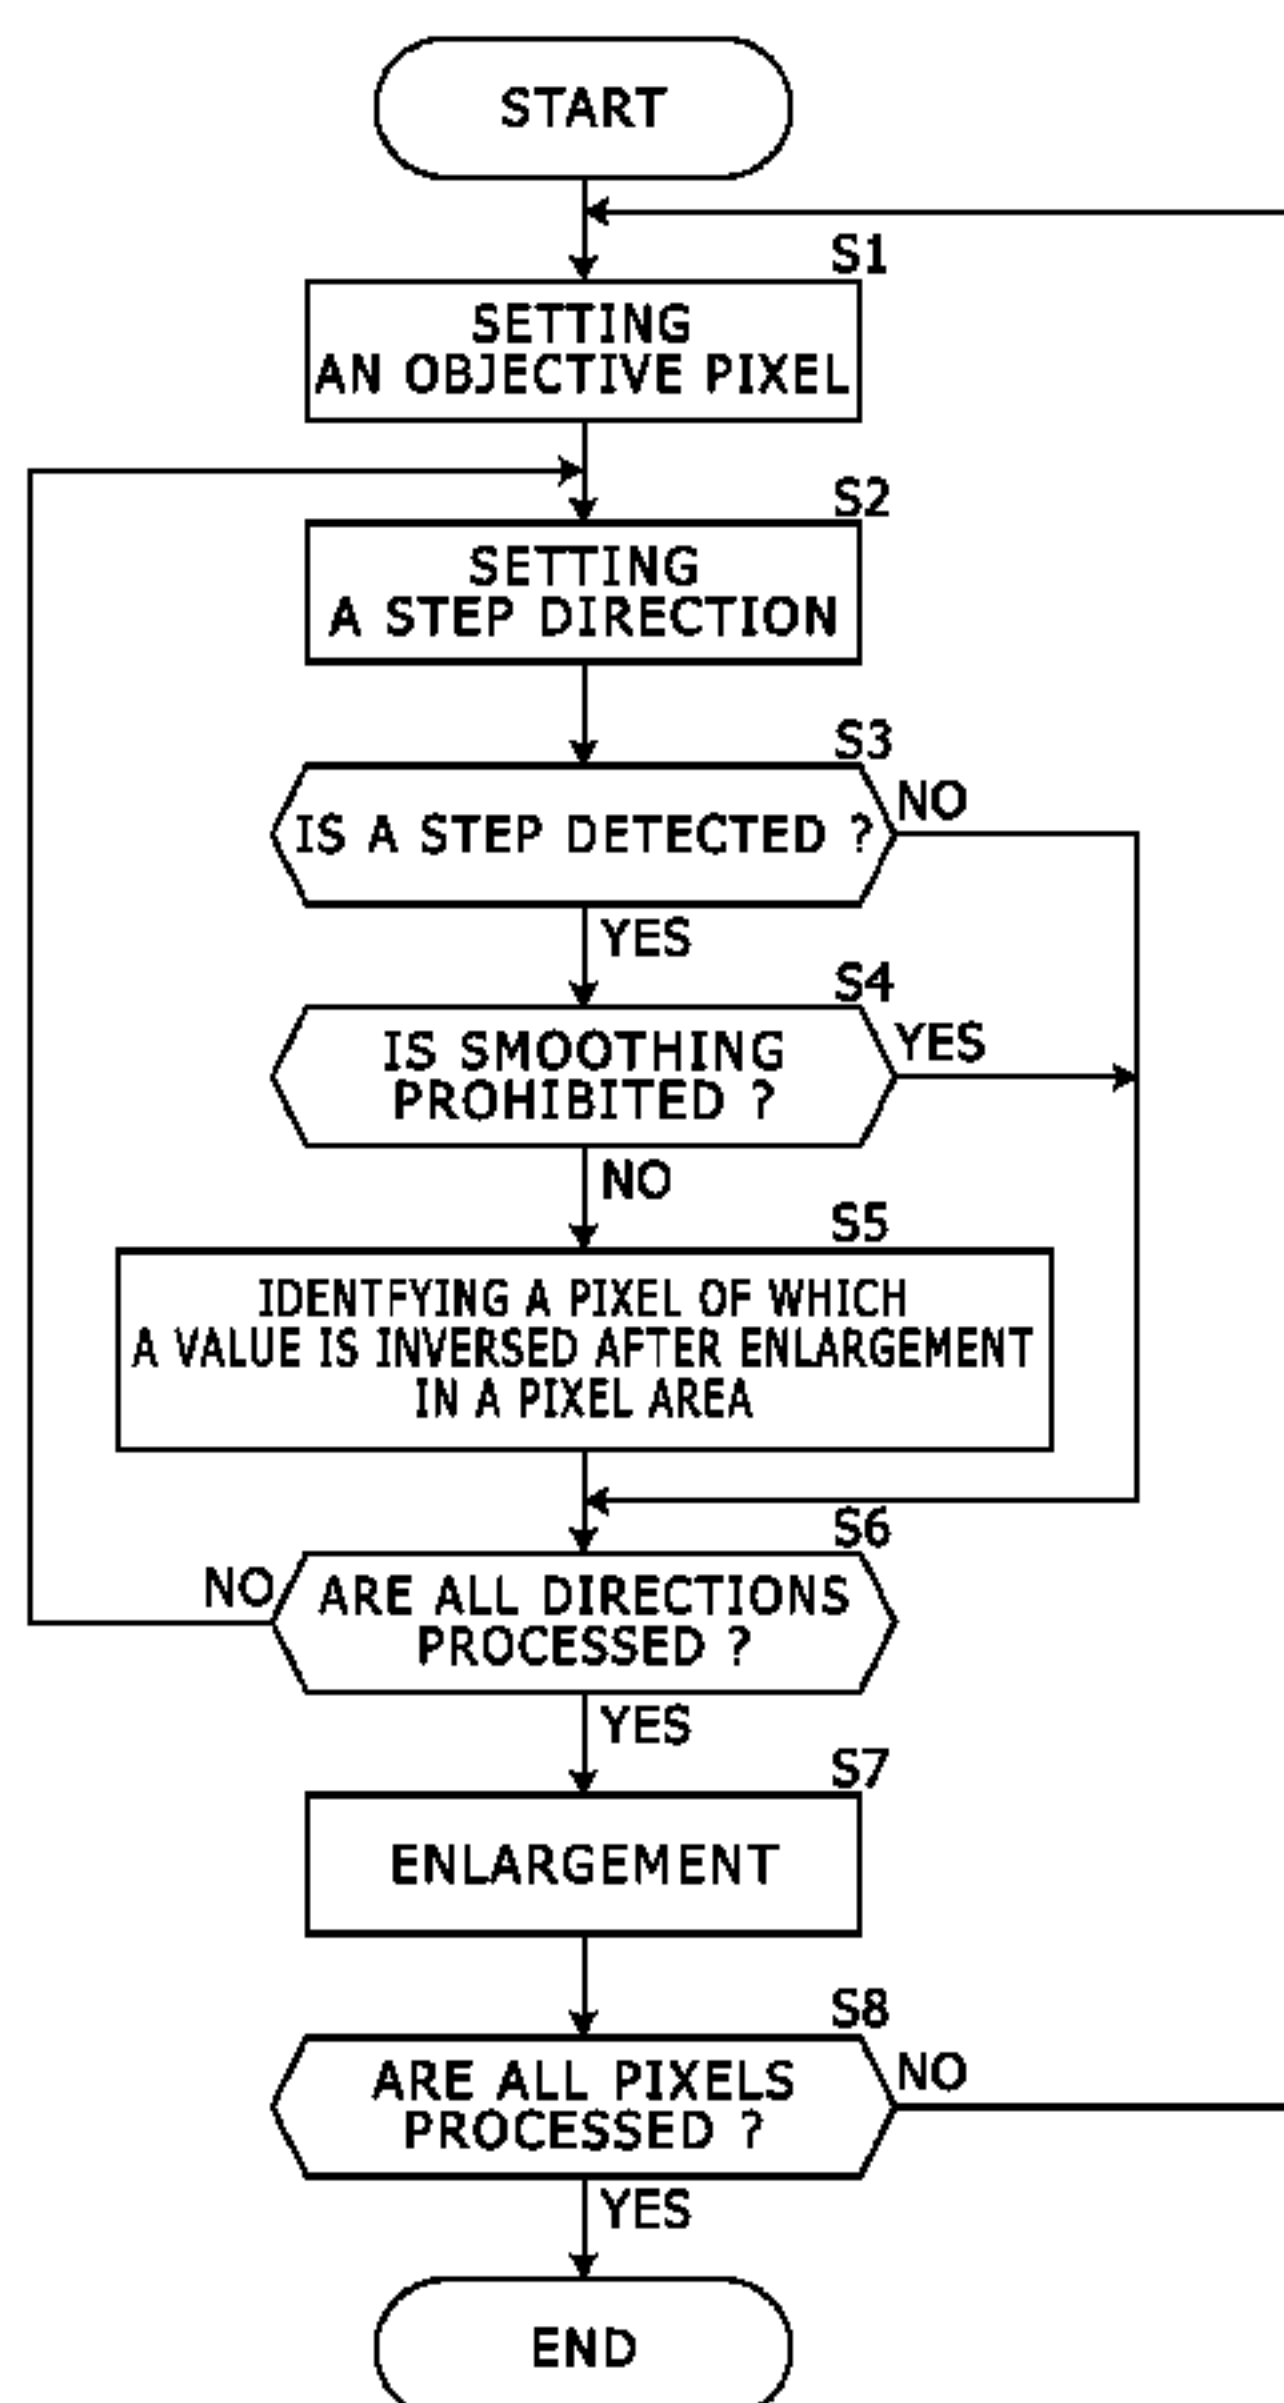 START
S1
SETTING
AN OBJECTIVE PIXEL
S2
SETTING
A STEP DIRECTION
S3
IS A STEP DETECTED ?
NO
YES
S4
IS SMOOTHING
PROHIBITED ?
YES
NO
S5
IDENTFYING A PIXEL OF WHICH
A VALUE IS INVERSED AFTER ENLARGEMENT
IN A PIXEL AREA
S6
NO
ARE ALL DIRECTIONS
PROCESSED ?
YES
S7
ENLARGEMENT
S8
ARE ALL PIXELS
PROCESSED ?
NO
YES
END